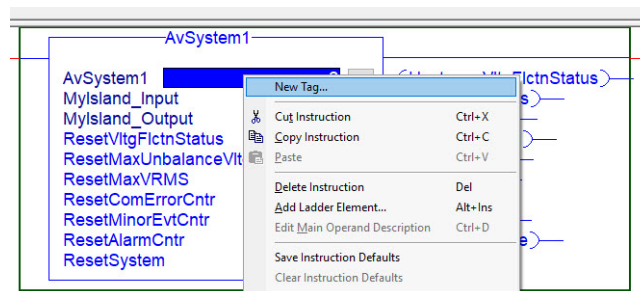 AvSystem1
AvSystem1
FlctnStatus
MyIsland_Input
MyIsland_Output
ResetVltgFlctnStatus
ResetMaxUnbalanceVlt
ResetMaxVRMS
ResetComErrorCntr
ResetMinorEvtCntr
ResetAlarmCntr
ResetSystem
New Tag...
Cut Instruction Ctrl+X
Copy Instruction Ctrl+C
Paste Ctrl+V
Delete Instruction Del
Add Ladder Element... Alt+Ins
Edit Main Operand Description Ctrl+D
Save Instruction Defaults
Clear Instruction Defaults